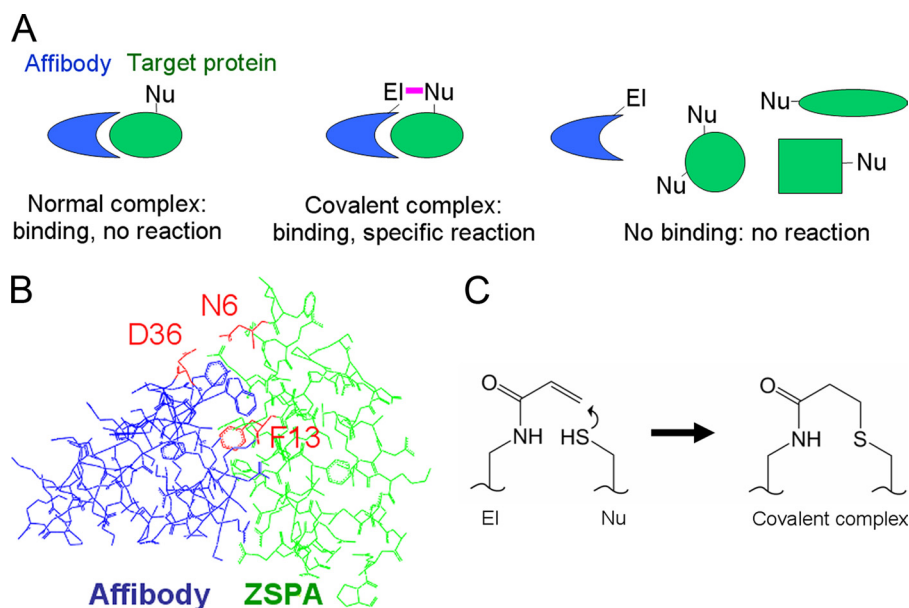 A
Affibody Target protein
Nu
Normal complex:
binding, no reaction
El Nu
Covalent complex:
binding, specific reaction
El
Nu
Nu
Nu
Nu
No binding: no reaction
B
N6
D36
F13
Affibody ZSPA
C
O
NH
HS
El
Nu
O
NH
S
Covalent complex